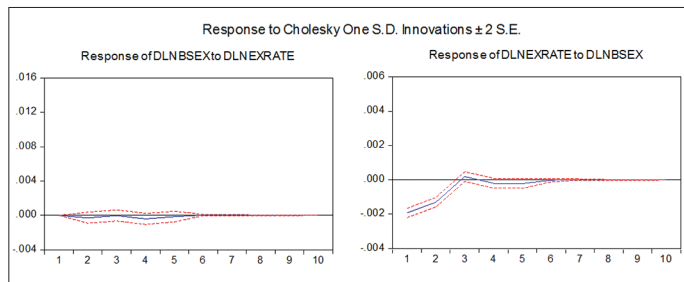 Response to Cholesky One S.D. Innovations ± 2 S.E.
Response of DLNBSEX to DLNEXRATE
.016
.012
.008
.004
.000
-.004
1 2 3 4 5 6 7 8 9 10
Response of DLNEXRATE to DLNBSEX
.006
.004
.002
.000
-.002
-.004
1 2 3 4 5 6 7 8 9 10